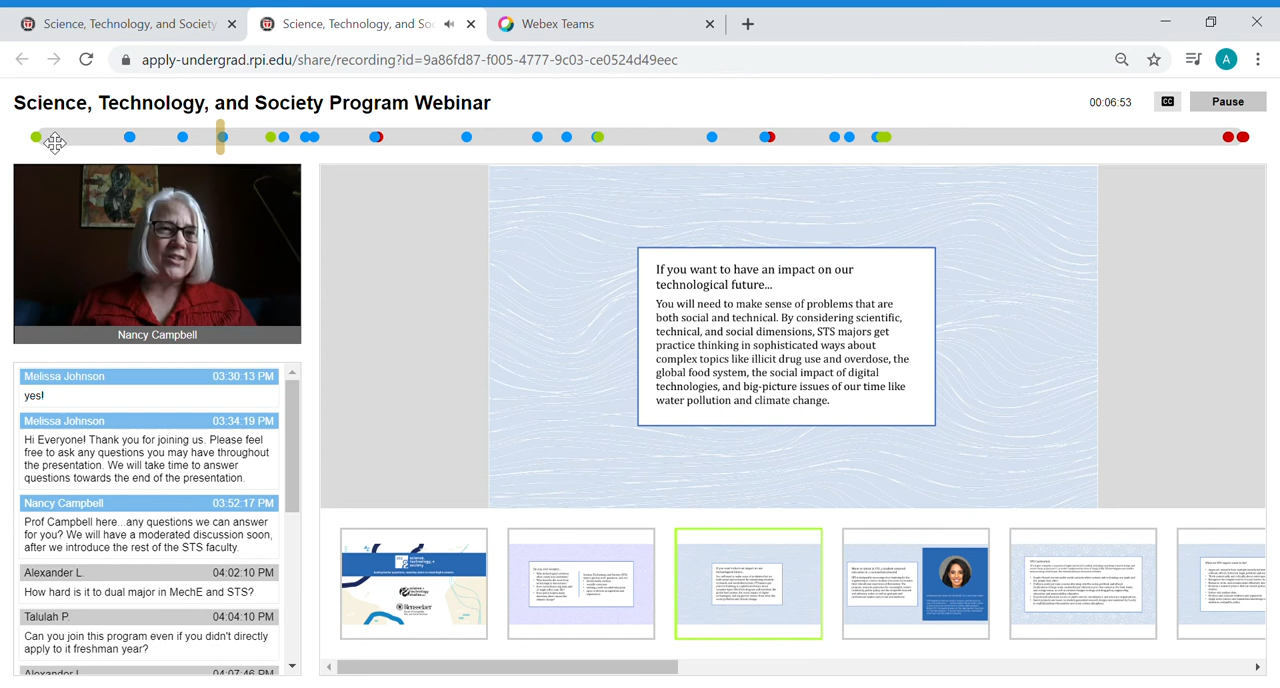 Science, Technology, and Society
Science, Technology, and So
Webex Teams
apply-undergrad.rpi.edu/share/recording?id=9a86fd87-f005-4777-9c03-ce0524d49eec
A
Science, Technology, and Society Program Webinar
00:06:53
CC
Pause
Nancy Campbell
Melissa Johnson 03:30:13 PM
yes!
Melissa Johnson 03:34:19 PM
Hi Everyone! Thank you for joining us. Please feel
free to ask any questions you may have throughout
the presentation. We will take time to answer
questions towards the end of the presentation.
Nancy Campbell 03:52:17 PM
Prof Campbell here...any questions we can answer
for you? We will have a moderated discussion soon,
after we introduce the rest of the STS faculty.
Alexander L. 04:02:10 PM
How hard is it to dual major in MechE and STS?
Talulah P. 04:07:08 PM
Can you join this program even if you didn't directly
apply to it freshman year?
Alexander L. 04:07:46 PM
If you want to have an impact on our
technological future...
You will need to make sense of problems that are
both social and technical. By considering scientific,
technical, and social dimensions, STS majors get
practice thinking in sophisticated ways about
complex topics like illicit drug use and overdose, the
global food system, the social impact of digital
technologies, and big-picture issues of our time like
water pollution and climate change.
science,
technology, +
society
Rensselaer